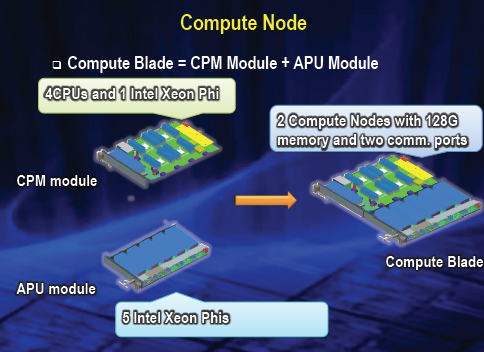 Compute Node
Compute Blade = CPM Module + APU Module
4CPUs and 1 Intel Xeon Phi
2 Compute Nodes with 128G
memory and two comm. ports
CPM module
Compute Blade
APU module
5 Intel Xeon Phis